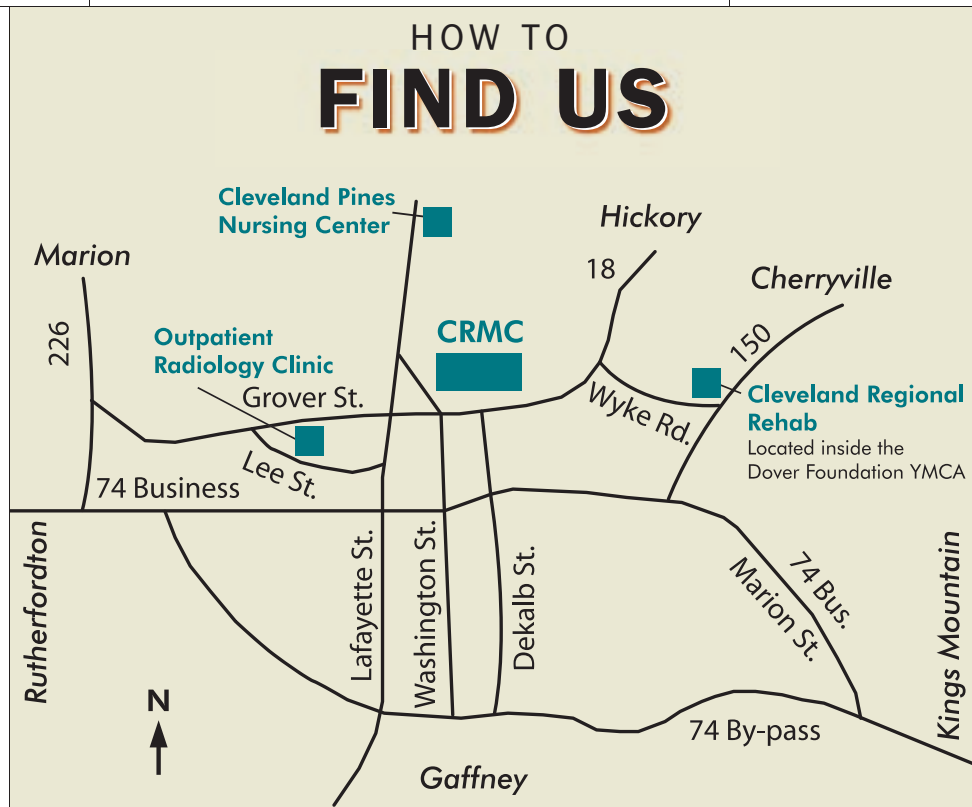 HOW TO
FIND US
Cleveland Pines
Nursing Center
Hickory
Marion
18
Cherryville
226
Outpatient
Radiology Clinic
CRMC
150
Grover St.
Wyke Rd.
Cleveland Regional
Rehab
Located inside the
Dover Foundation YMCA
Lee St.
74 Business
Rutherfordton
Lafayette St.
Washington St.
Dekalb St.
74 Bus.
Marion St.
Kings Mountain
N
74 By-pass
Gaffney